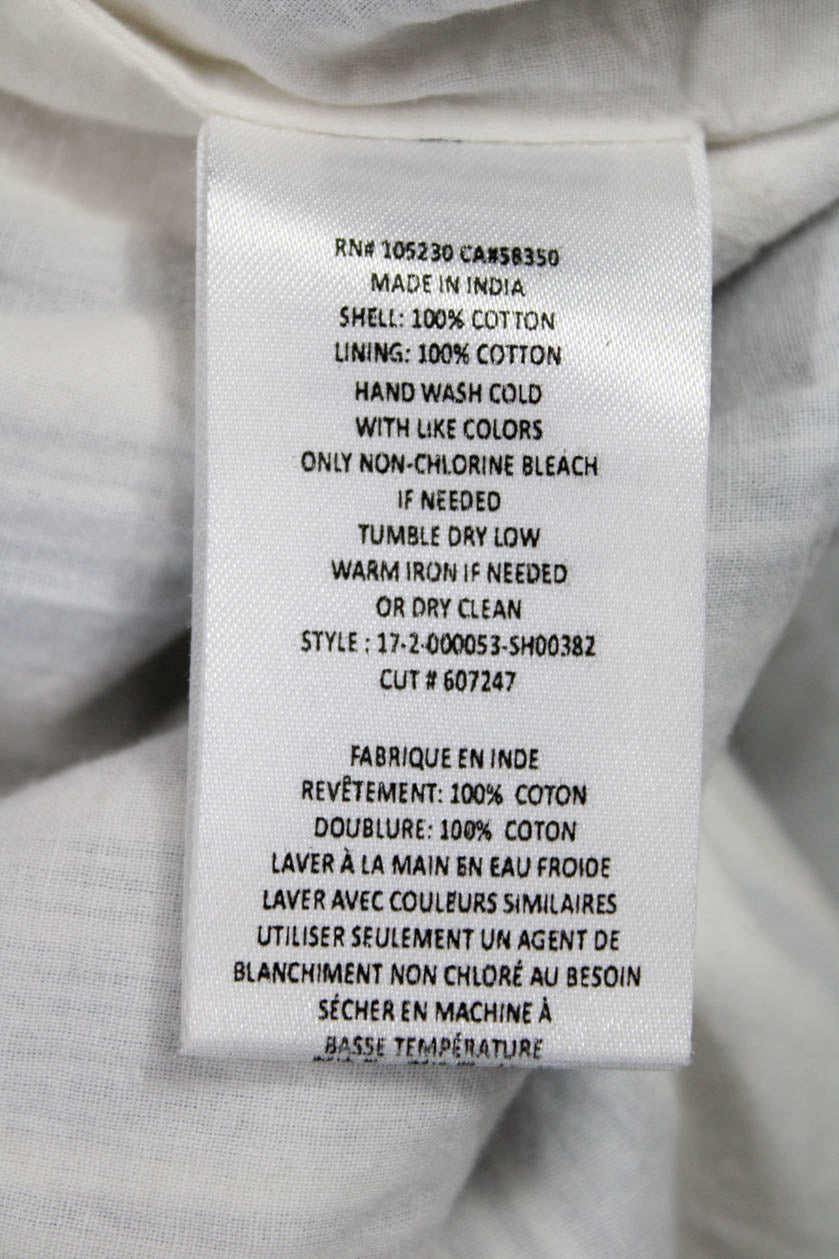 RN# 105230 CA#58350
MADE IN INDIA
SHELL: 100% COTTON
LINING: 100% COTTON
HAND WASH COLD
WITH LIKE COLORS
ONLY NON-CHLORINE BLEACH
IF NEEDED
TUMBLE DRY LOW
WARM IRON IF NEEDED
OR DRY CLEAN
STYLE : 17-2-000053-SH00382
CUT # 607247
FABRIQUE EN INDE
REVÊTEMENT: 100% COTON
DOUBLURE: 100% COTON
LAVER À LA MAIN EN EAU FROIDE
LAVER AVEC COULEURS SIMILAIRES
UTILISER SEULEMENT UN AGENT DE
BLANCHIMENT NON CHLORÉ AU BESOIN
SÉCHER EN MACHINE À
BASSE TEMPÉRATURE